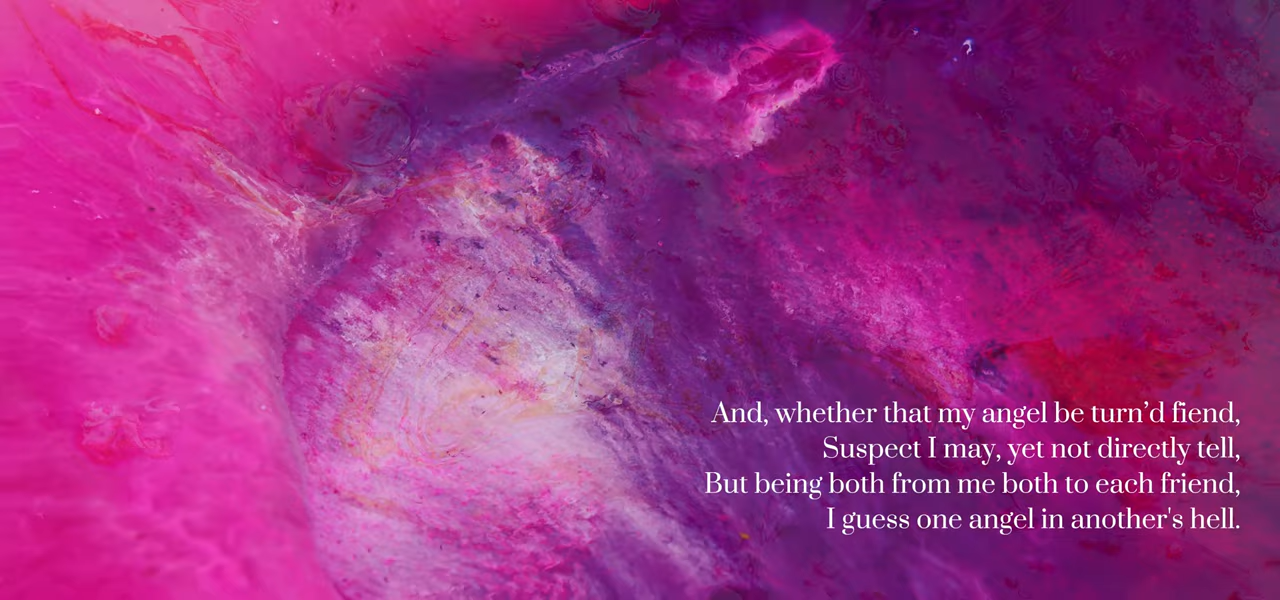 And, whether that my angel be turn’d fiend,
Suspect I may, yet not directly tell,
But being both from me both to each friend,
I guess one angel in another's hell.